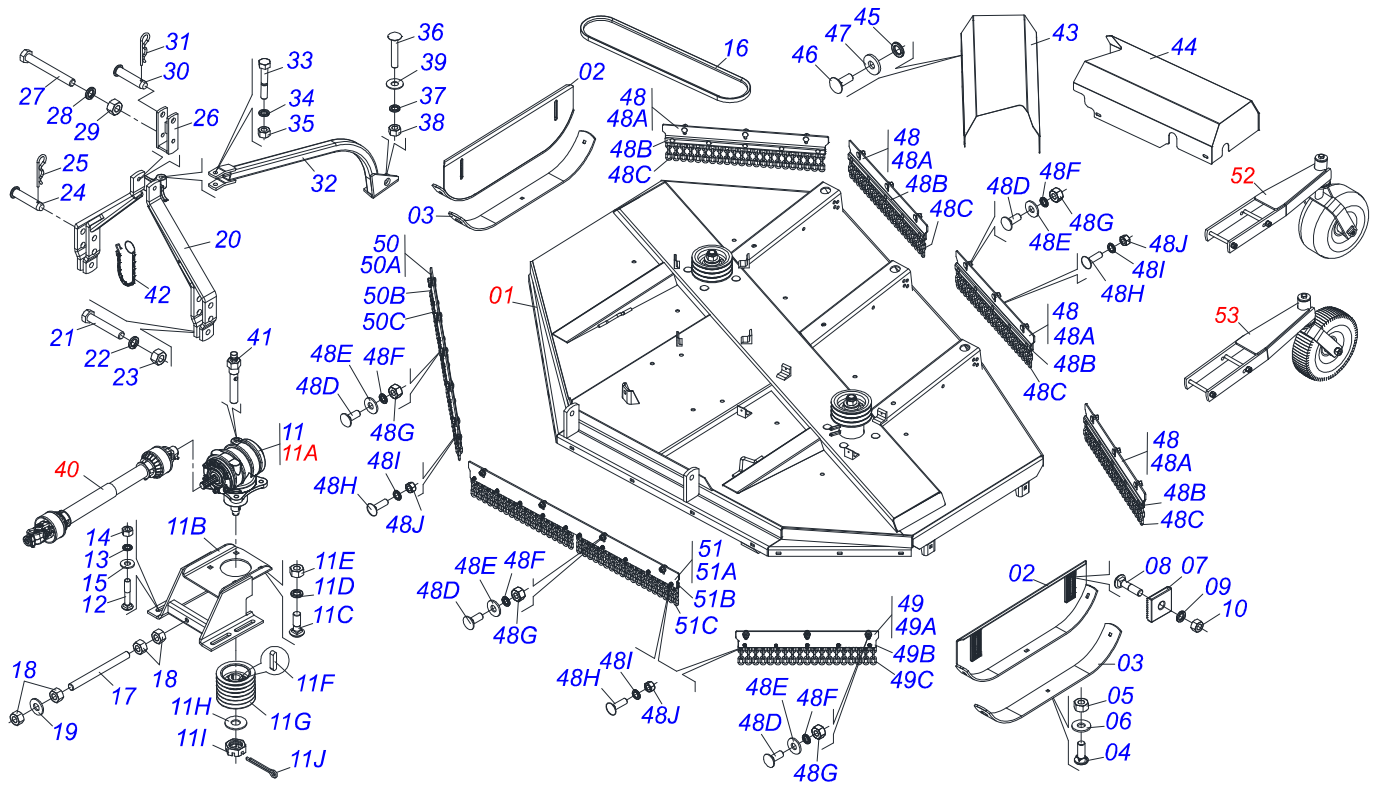 31
30
27
28
29
26
25
24
20
42
21
22
23
33
34
35
36
39
37
38
32
02
16
03
45
47
46
43
44
48
48A
48B
48C
48
48A
48B
48C
48D
48F
48G
48E
48J
48I
48H
48
48A
48B
48C
52
53
50
50A
50B
50C
01
41
11
11A
40
48E
48F
48D
48G
48I
48H
48J
48
48A
48B
48C
14
13
15
12
11B
11E
11D
11C
18
18
17
19
11F
11G
11H
11I
11J
51
51A
51B
51C
48E
48F
48D
48G
49
49A
49B
49C
48I
48H
48J
48E
48F
48D
48G
02
08
07
09
10
03
05
06
04